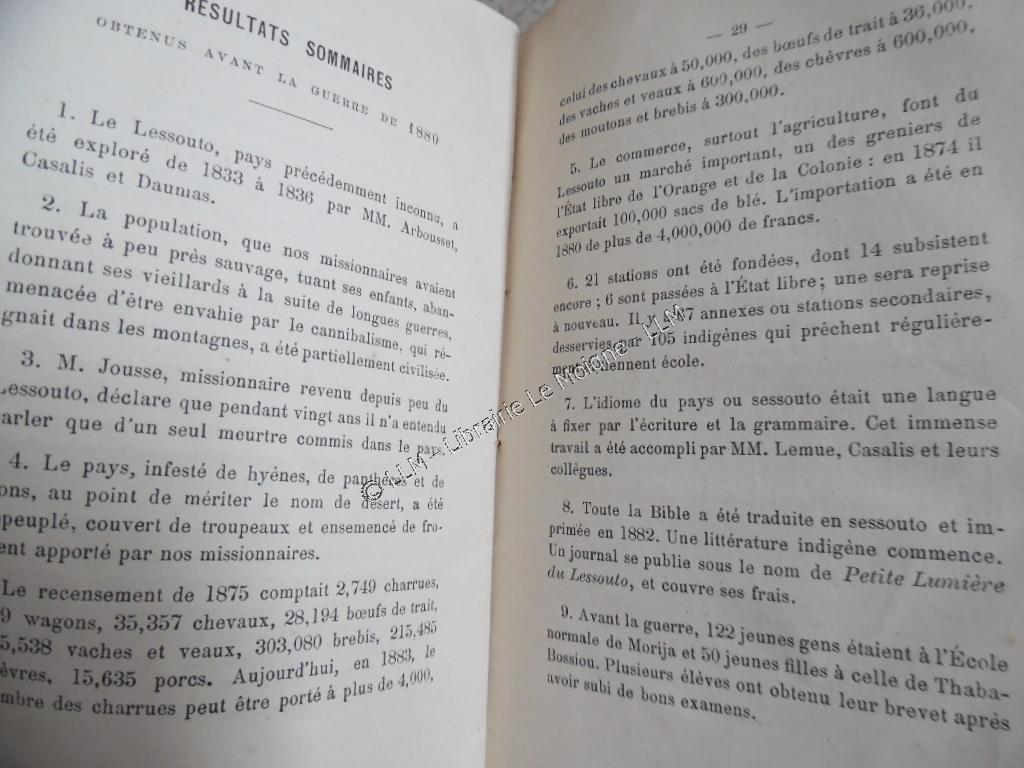 RÉSULTATS SOMMAIRES
OBTENUS AVANT LA GUERRE DE 1880
1. Le Lessouto, pays précédemment inconnu, a
été exploré de 1833 à 1836 par MM. Arbousset,
Casalis et Daumas.
2. La population, que nos missionnaires avaient
trouvée à peu près sauvage, tuant ses enfants, aban-
donnant ses vieillards à la suite de longues guerres,
menacée d'être envahie par le cannibalisme, qui ré-
gnait dans les montagnes, a été partiellement civilisée.
3. M. Jousse, missionnaire revenu depuis peu du
Lessouto, déclare que pendant vingt ans il n'a entendu
parler que d'un seul meurtre commis dans le pays.
4. Le pays, infesté de hyènes, de panthères et de
ons, au point de mériter le nom de désert, a été
peuplé, couvert de troupeaux et ensemencé de fro-
ent apporté par nos missionnaires.
Le recensement de 1875 comptait 2,749 charrues,
9 wagons, 35,357 chevaux, 28,194 bœufs de trait,
5,538 vaches et veaux, 303,080 brebis, 215,485
èvres, 15,635 porcs. Aujourd'hui, en 1883, le
mbre des charrues peut être porté à plus de 4,000,
— 29 —
celui des chevaux à 50,000, des bœufs de trait à 36,000,
des vaches et veaux à 600,000, des chèvres à 600,000,
des moutons et brebis à 300,000.
5. Le commerce, surtout l'agriculture, font du
Lessouto un marché important, un des greniers de
l'État libre de l'Orange et de la Colonie : en 1874 il
exportait 100,000 sacs de blé. L'importation a été en
1880 de plus de 4,000,000 de francs.
6. 21 stations ont été fondées, dont 14 subsistent
encore ; 6 sont passées à l'État libre ; une sera reprise
à nouveau. Il y a 67 annexes ou stations secondaires,
desservies par 105 indigènes qui prêchent régulière-
ment, tiennent école.
7. L'idiome du pays ou sessouto était une langue
à fixer par l'écriture et la grammaire. Cet immense
travail a été accompli par MM. Lemue, Casalis et leurs
collègues.
8. Toute la Bible a été traduite en sessouto et im-
primée en 1882. Une littérature indigène commence.
Un journal se publie sous le nom de Petite Lumière
du Lessouto, et couvre ses frais.
9. Avant la guerre, 122 jeunes gens étaient à l'École
normale de Morija et 50 jeunes filles à celle de Thaba-
Bossiou. Plusieurs élèves ont obtenu leur brevet après
avoir subi de bons examens.
© LLM - Librairie Le Moigne - LLM